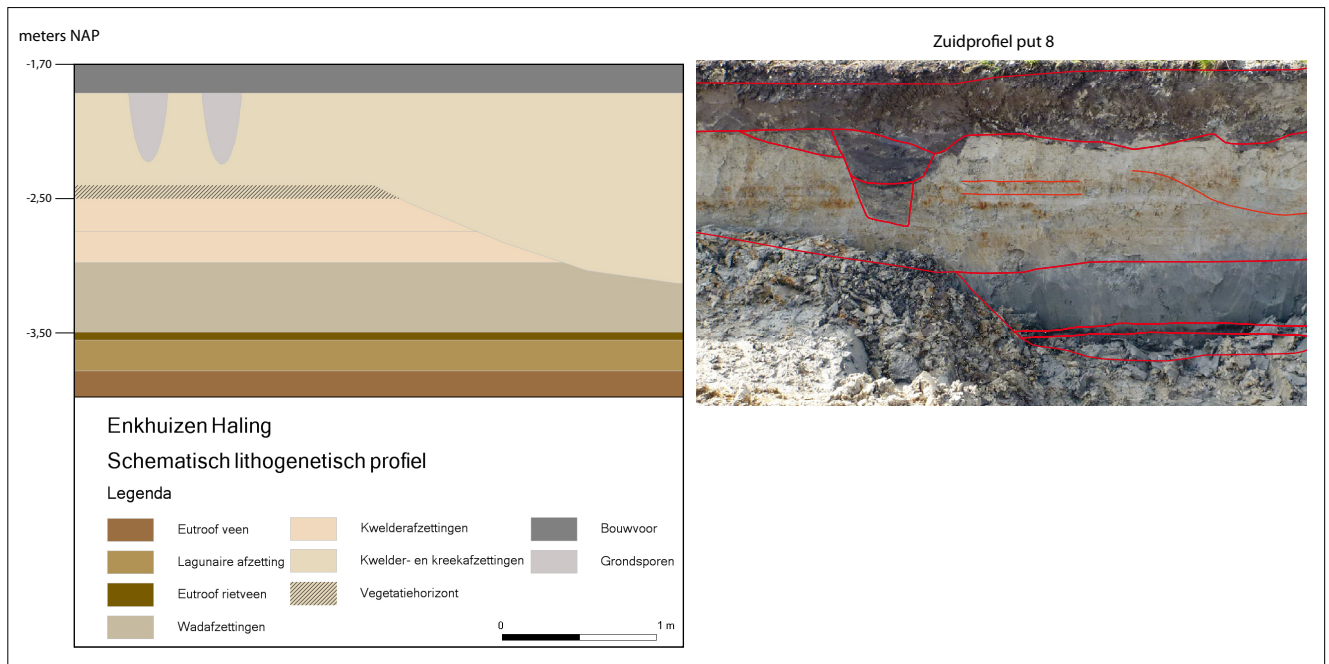 meters NAP
Zuidprofiel put 8
-1,70
-2,50
-3,50
Enkhuizen Haling
Schematisch lithogenetisch profiel
Legenda
Eutroof veen
Kwelderafzettingen
Bouwvoor
Lagunaire afzetting
Kwelder- en kreekafzettingen
Grondsporen
Eutroof rietveen
Vegetatiehorizont
Wadafzettingen
0
1 m